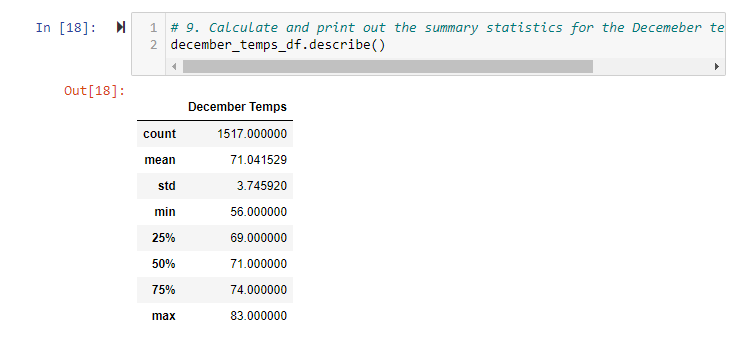 In [18]:
1 # 9. Calculate and print out the summary statistics for the Decemeber te
2 december_temps_df.describe()
Out[18]:
December Temps
count 1517.000000
mean 71.041529
std 3.745920
min 56.000000
25% 69.000000
50% 71.000000
75% 74.000000
max 83.000000